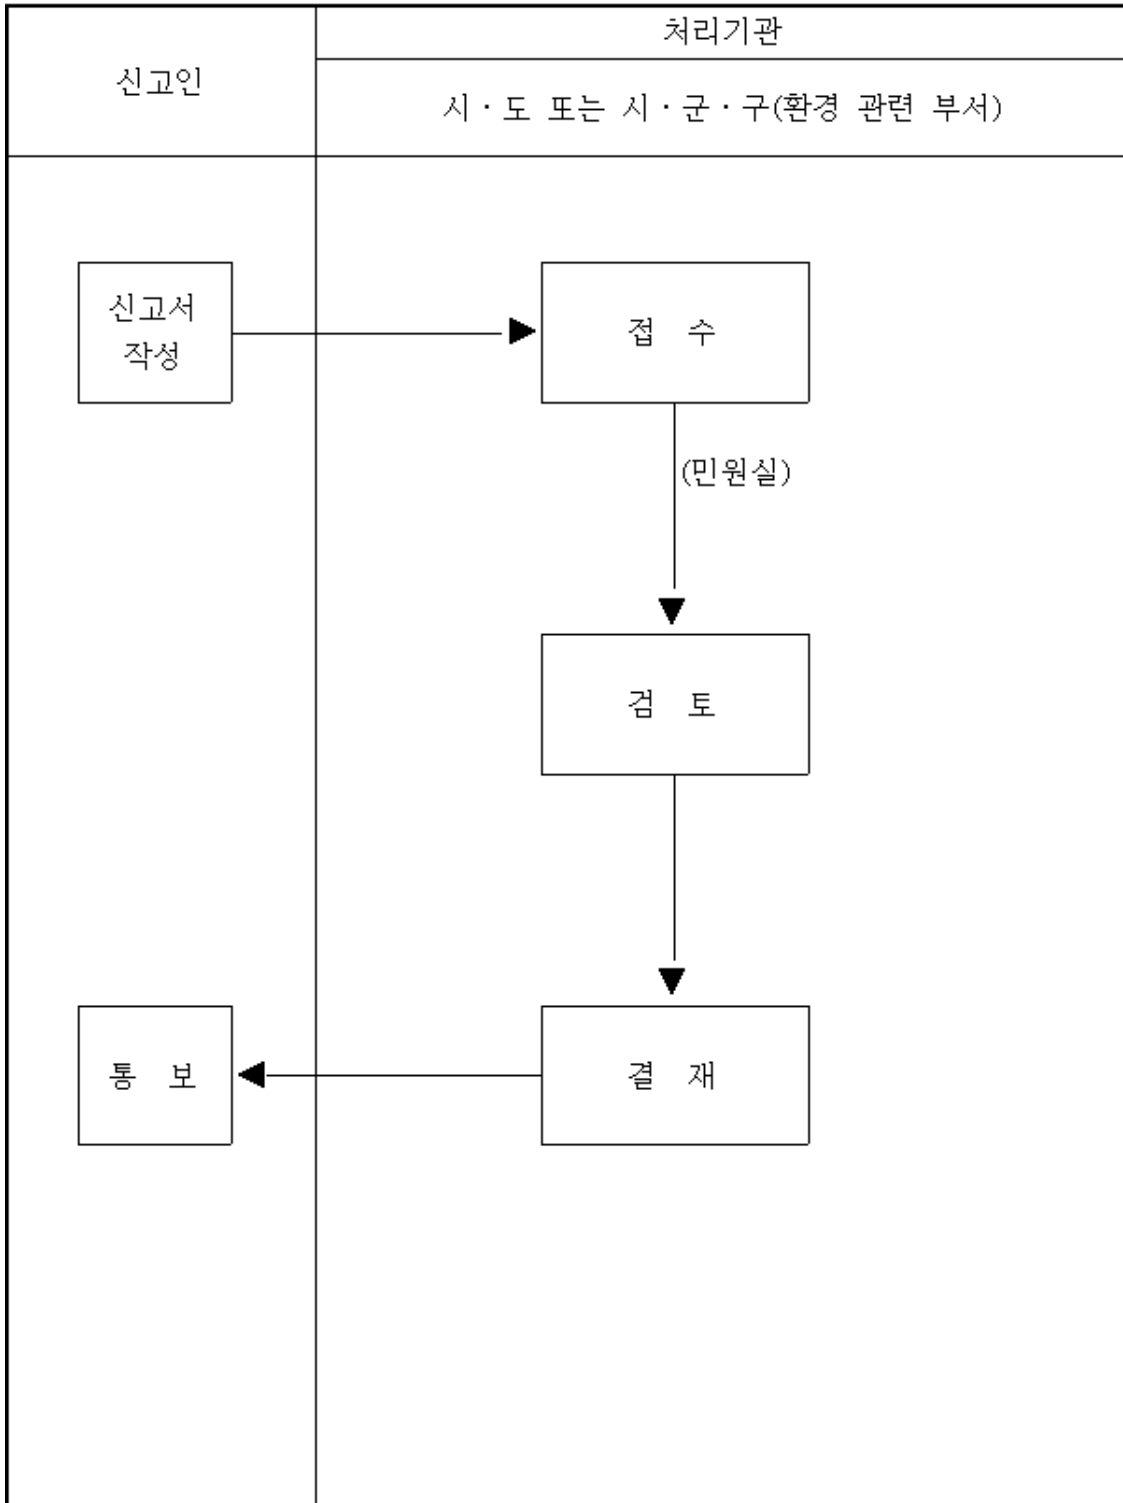 신고인
처리기관
시·도 또는 시·군·구(환경 관련 부서)
신고서
작성
접 수
(민원실)
검 토
통 보
결 재